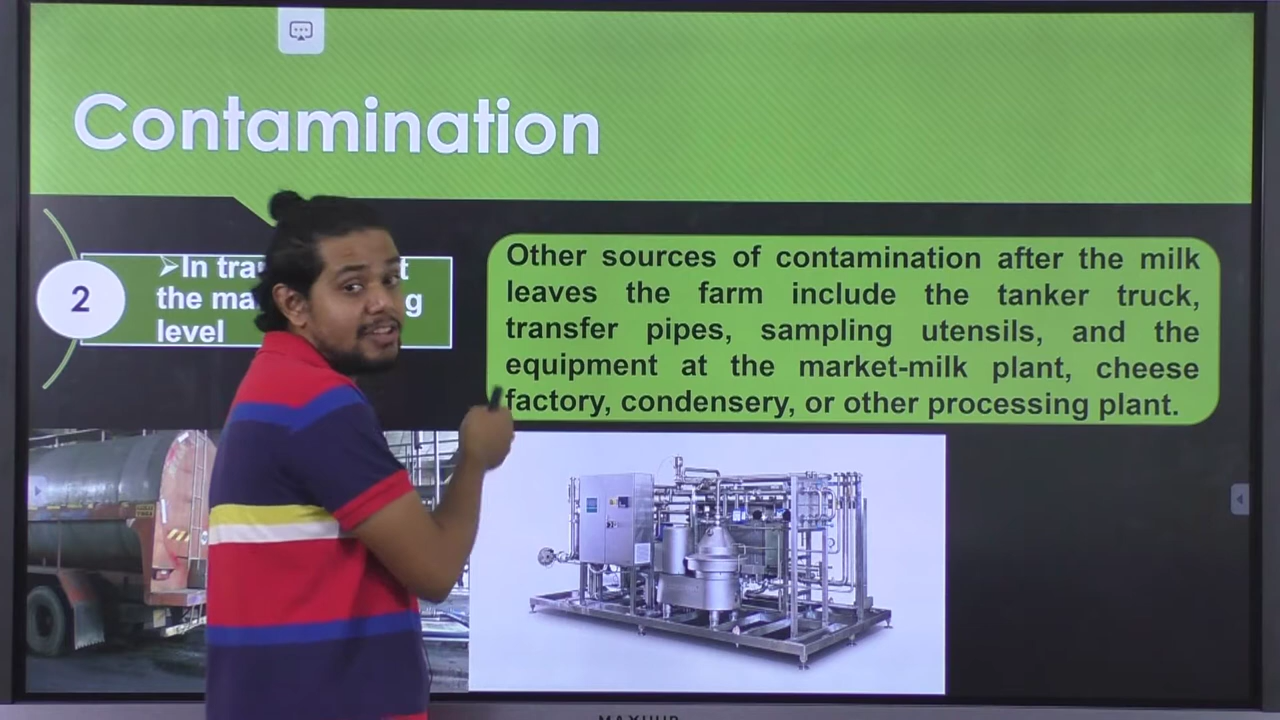 Contamination
2
➢In t
the ma g
level
Other sources of contamination after the milk
leaves the farm include the tanker truck,
transfer pipes, sampling utensils, and the
equipment at the market-milk plant, cheese
factory, condensery, or other processing plant.